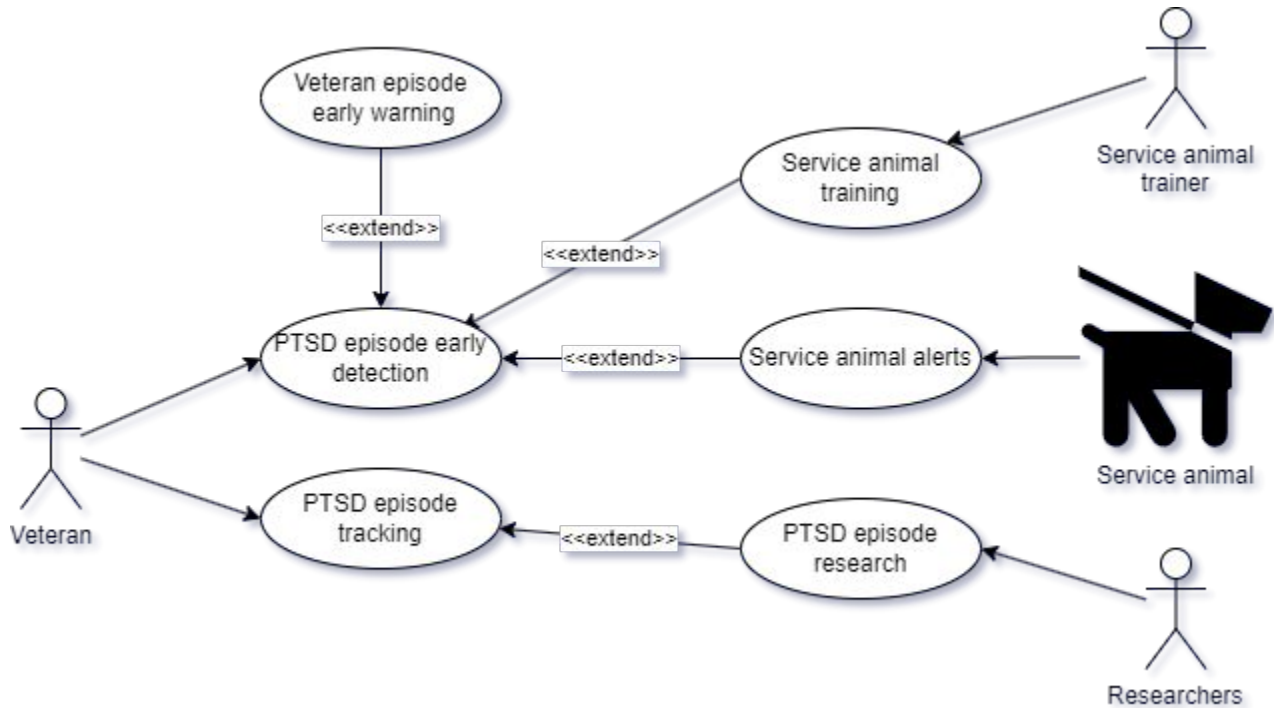 Veteran episode
early warning
Service animal
trainer
Service animal
training
<<extend>>
<<extend>>
PTSD episode early
detection
<<extend>>
Service animal alerts
Service animal
Veteran
PTSD episode
tracking
<<extend>>
PTSD episode
research
Researchers